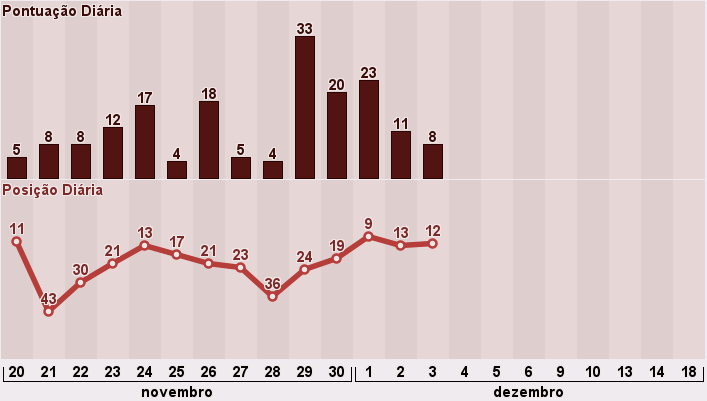 Pontuação Diária
5 8 8 12 17 4 18 5 4 33 20 23 11 8
Posição Diária
11 43 30 21 13 17 21 23 36 24 19 9 13 12
20 21 22 23 24 25 26 27 28 29 30 1 2 3 4 5 6 9 10 13 14 18
novembro dezembro